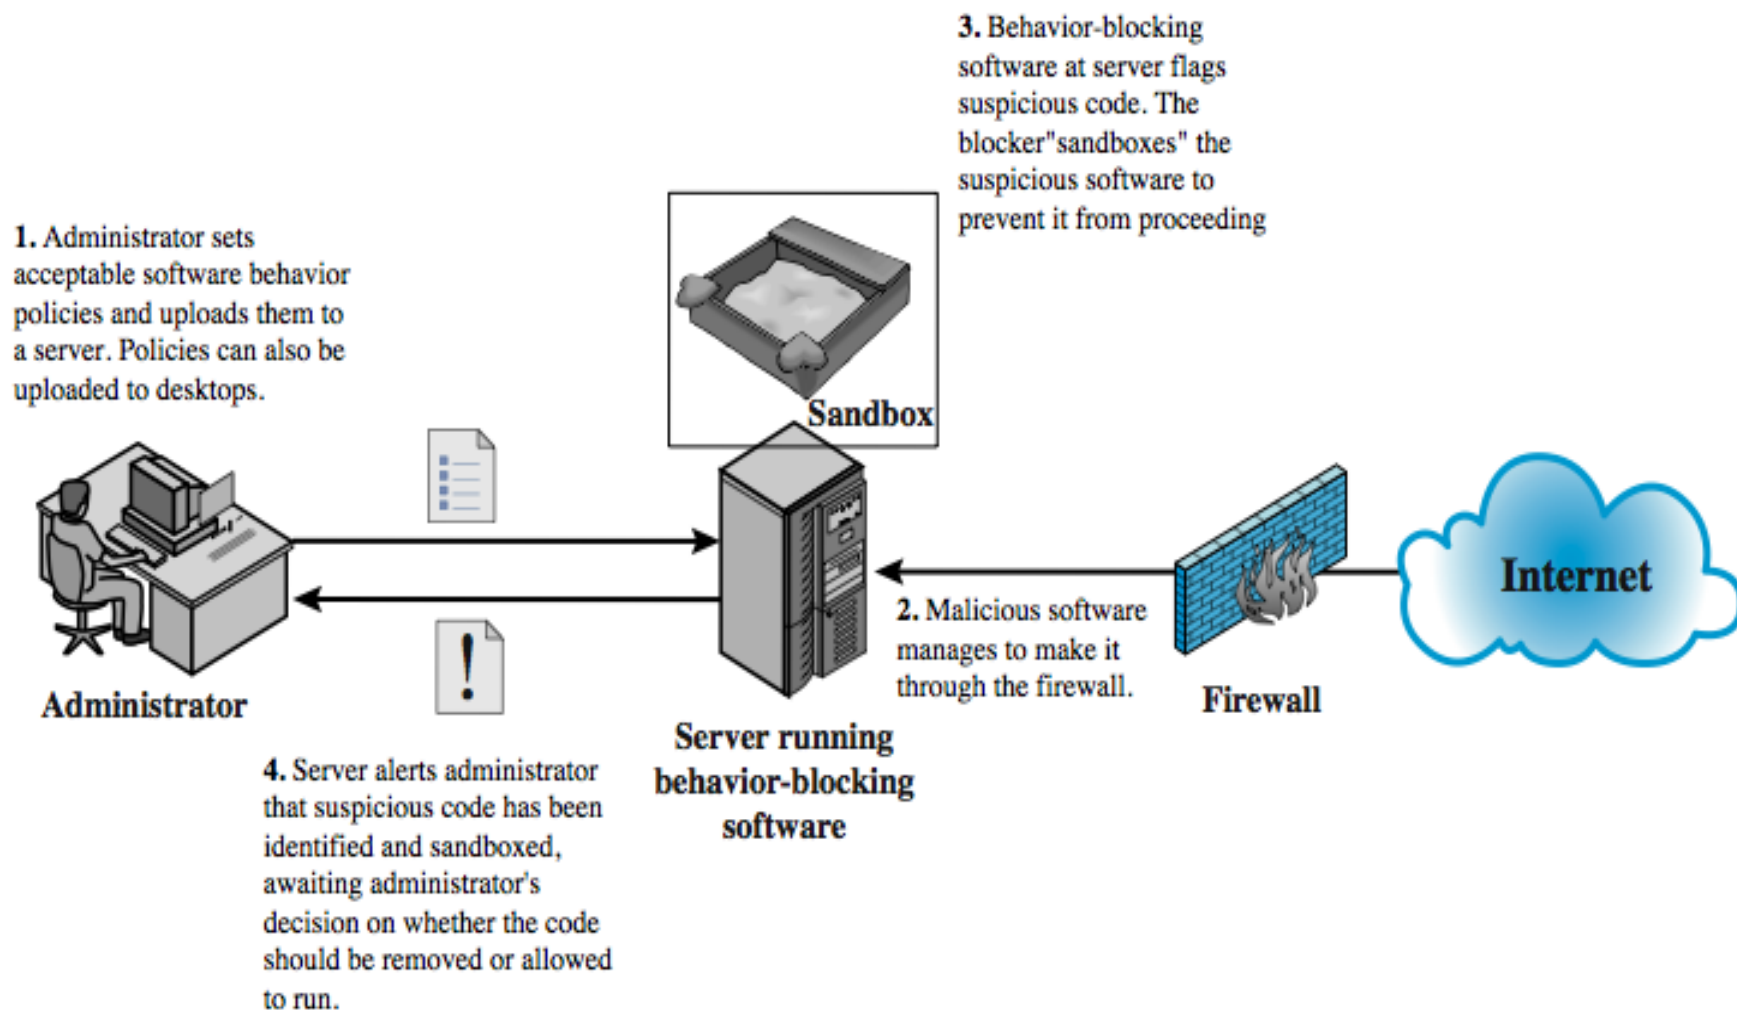 3. Behavior-blocking
software at server flags
suspicious code. The
blocker"sandboxes" the
suspicious software to
prevent it from proceeding
1. Administrator sets
acceptable software behavior
policies and uploads them to
a server. Policies can also be
uploaded to desktops.
Sandbox
Internet
2. Malicious software
manages to make it
through the firewall.
Administrator
Firewall
Server running
behavior-blocking
software
4. Server alerts administrator
that suspicious code has been
identified and sandboxed,
awaiting administrator's
decision on whether the code
should be removed or allowed
to run.